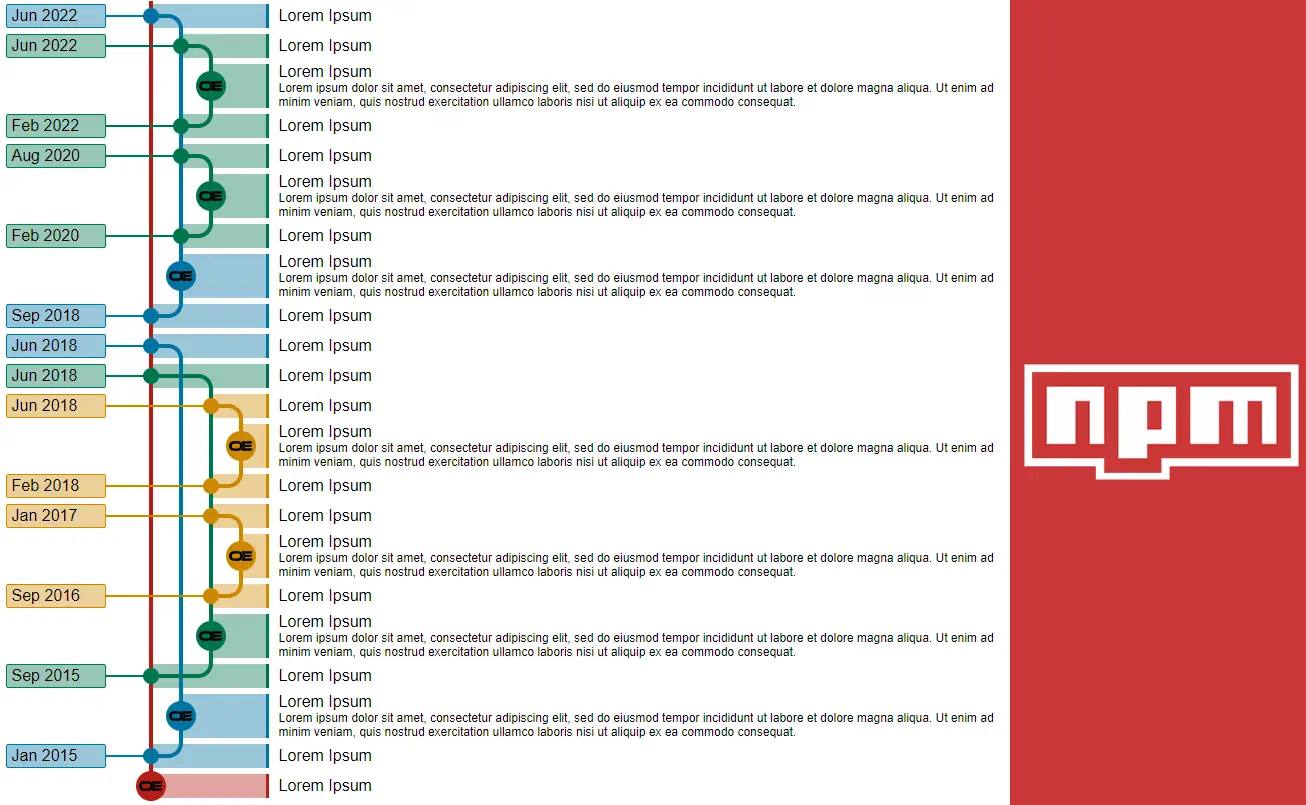 Jun 2022 Lorem Ipsum
Jun 2022 Lorem Ipsum
Lorem Ipsum
OE Lorem ipsum dolor sit amet, consectetur adipiscing elit, sed do eiusmod tempor incididunt ut labore et dolore magna aliqua. Ut enim ad
minim veniam, quis nostrud exercitation ullamco laboris nisi ut aliquip ex ea commodo consequat.
Feb 2022 Lorem Ipsum
Aug 2020 Lorem Ipsum
Lorem Ipsum
OE Lorem ipsum dolor sit amet, consectetur adipiscing elit, sed do eiusmod tempor incididunt ut labore et dolore magna aliqua. Ut enim ad
minim veniam, quis nostrud exercitation ullamco laboris nisi ut aliquip ex ea commodo consequat.
Feb 2020 Lorem Ipsum
Lorem Ipsum
OE Lorem ipsum dolor sit amet, consectetur adipiscing elit, sed do eiusmod tempor incididunt ut labore et dolore magna aliqua. Ut enim ad
minim veniam, quis nostrud exercitation ullamco laboris nisi ut aliquip ex ea commodo consequat.
Sep 2018 Lorem Ipsum
Jun 2018 Lorem Ipsum
Jun 2018 Lorem Ipsum
Jun 2018 Lorem Ipsum
Lorem Ipsum
OE Lorem ipsum dolor sit amet, consectetur adipiscing elit, sed do eiusmod tempor incididunt ut labore et dolore magna aliqua. Ut enim ad
minim veniam, quis nostrud exercitation ullamco laboris nisi ut aliquip ex ea commodo consequat.
Feb 2018 Lorem Ipsum
Jan 2017 Lorem Ipsum
Lorem Ipsum
OE Lorem ipsum dolor sit amet, consectetur adipiscing elit, sed do eiusmod tempor incididunt ut labore et dolore magna aliqua. Ut enim ad
minim veniam, quis nostrud exercitation ullamco laboris nisi ut aliquip ex ea commodo consequat.
Sep 2016 Lorem Ipsum
Lorem Ipsum
OE Lorem ipsum dolor sit amet, consectetur adipiscing elit, sed do eiusmod tempor incididunt ut labore et dolore magna aliqua. Ut enim ad
minim veniam, quis nostrud exercitation ullamco laboris nisi ut aliquip ex ea commodo consequat.
Sep 2015 Lorem Ipsum
Lorem Ipsum
OE Lorem ipsum dolor sit amet, consectetur adipiscing elit, sed do eiusmod tempor incididunt ut labore et dolore magna aliqua. Ut enim ad
minim veniam, quis nostrud exercitation ullamco laboris nisi ut aliquip ex ea commodo consequat.
Jan 2015 Lorem Ipsum
OE Lorem Ipsum
npm